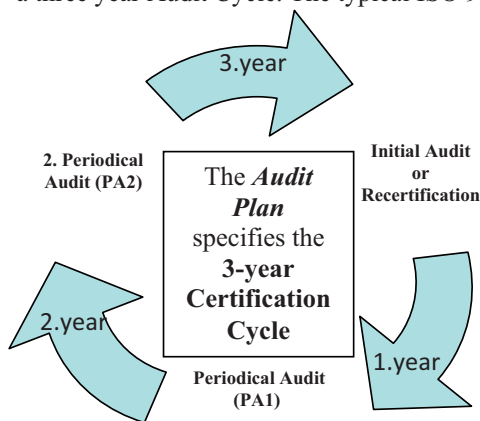 a three year Audit Cycle. The typical ISO 9
3.year
2. Periodical
Audit (PA2)
Initial Audit
or
Recertification
The Audit
Plan
specifies the
3-year
Certification
Cycle
2.year
1.year
Periodical Audit
(PA1)